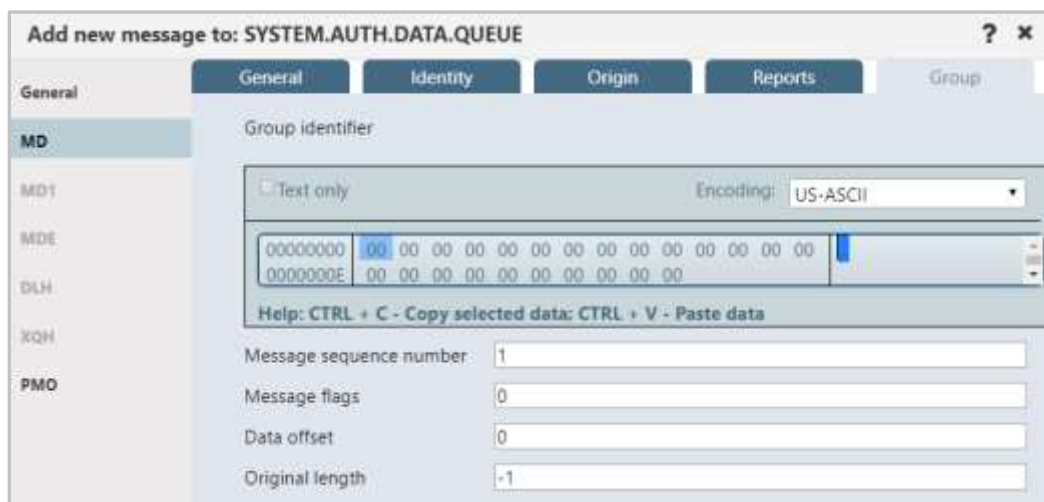 Add new message to: SYSTEM.AUTH.DATA.QUEUE ? ×
General Identity Origin Reports Group
General
MD
MD1
MDE
DLH
XQH
PMO
Group identifier
Text only Encoding: US-ASCII
00000000 00 00 00 00 00 00 00 00 00 00 00 00 00 00
0000000E 00 00 00 00 00 00 00 00 00 00
Help: CTRL + C - Copy selected data; CTRL + V - Paste data
Message sequence number 1
Message flags 0
Data offset 0
Original length -1